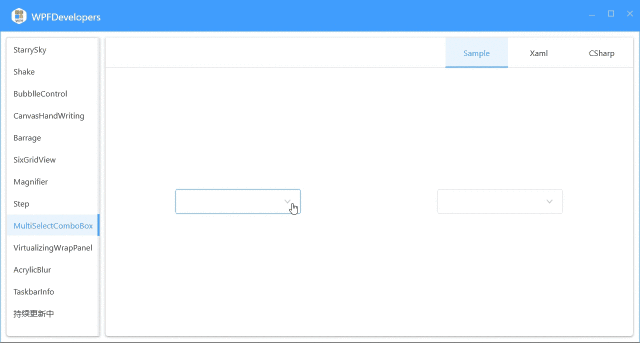 WPFDevelopers
StarrySky
Shake
BubblleControl
CanvasHandWriting
Barrage
SixGridView
Magnifier
Step
MultiSelectComboBox
VirtualizingWrapPanel
AcrylicBlur
TaskbarInfo
持续更新中
Sample Xaml CSharp